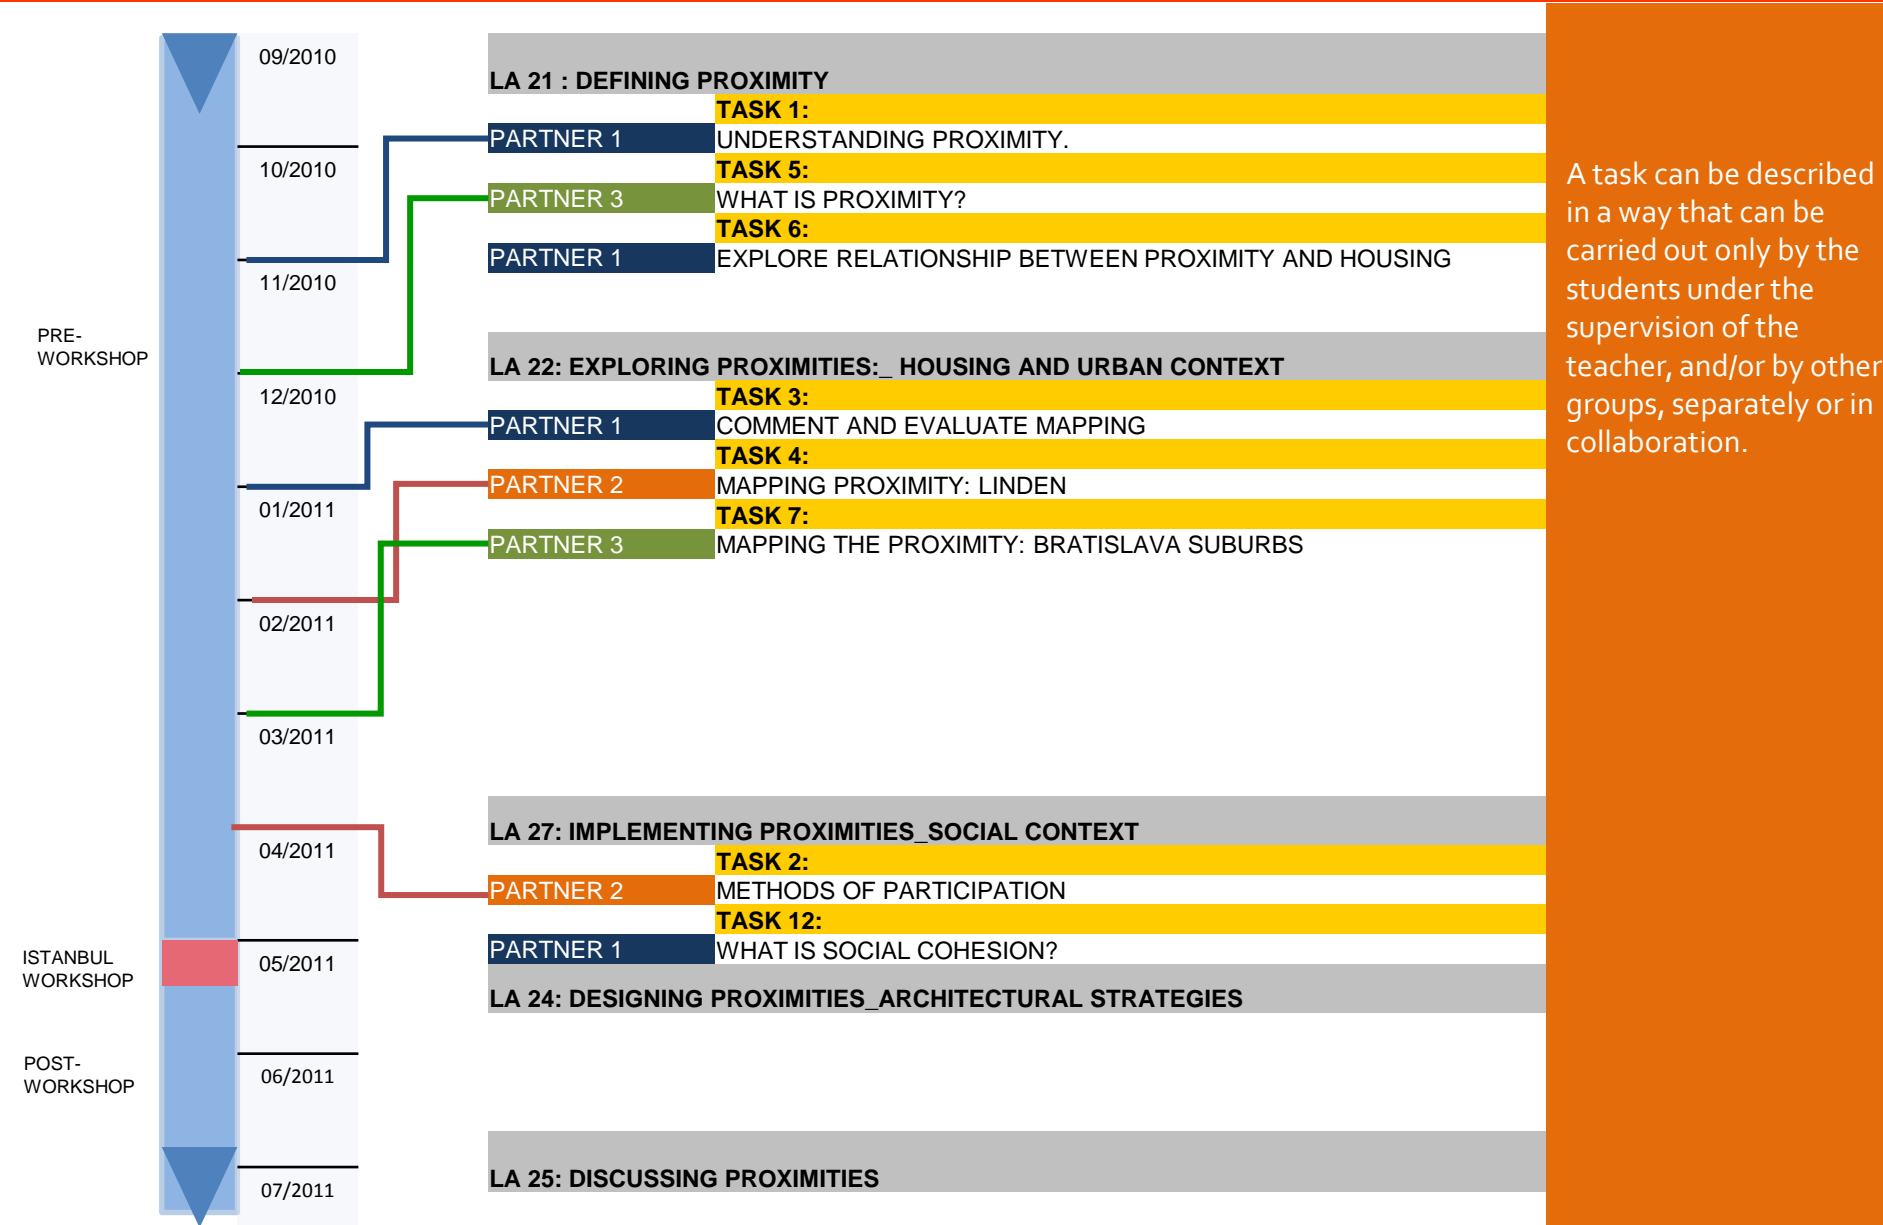 09/2010
10/2010
11/2010
12/2010
01/2011
02/2011
03/2011
04/2011
05/2011
06/2011
07/2011
PRE-
WORKSHOP
ISTANBUL
WORKSHOP
POST-
WORKSHOP
LA 21 : DEFINING PROXIMITY
TASK 1:
PARTNER 1 UNDERSTANDING PROXIMITY.
TASK 5:
PARTNER 3 WHAT IS PROXIMITY?
TASK 6:
PARTNER 1 EXPLORE RELATIONSHIP BETWEEN PROXIMITY AND HOUSING
LA 22: EXPLORING PROXIMITIES:_ HOUSING AND URBAN CONTEXT
TASK 3:
PARTNER 1 COMMENT AND EVALUATE MAPPING
TASK 4:
PARTNER 2 MAPPING PROXIMITY: LINDEN
TASK 7:
PARTNER 3 MAPPING THE PROXIMITY: BRATISLAVA SUBURBS
LA 27: IMPLEMENTING PROXIMITIES_SOCIAL CONTEXT
TASK 2:
PARTNER 2 METHODS OF PARTICIPATION
TASK 12:
PARTNER 1 WHAT IS SOCIAL COHESION?
LA 24: DESIGNING PROXIMITIES_ARCHITECTURAL STRATEGIES
LA 25: DISCUSSING PROXIMITIES
A task can be described
in a way that can be
carried out only by the
students under the
supervision of the
teacher, and/or by other
groups, separately or in
collaboration.